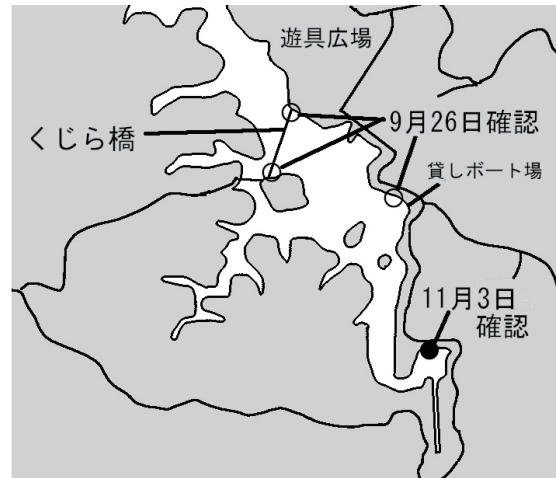 遊具広場
くじら橋
9月26日確認
貸しボート場
11月3日
確認